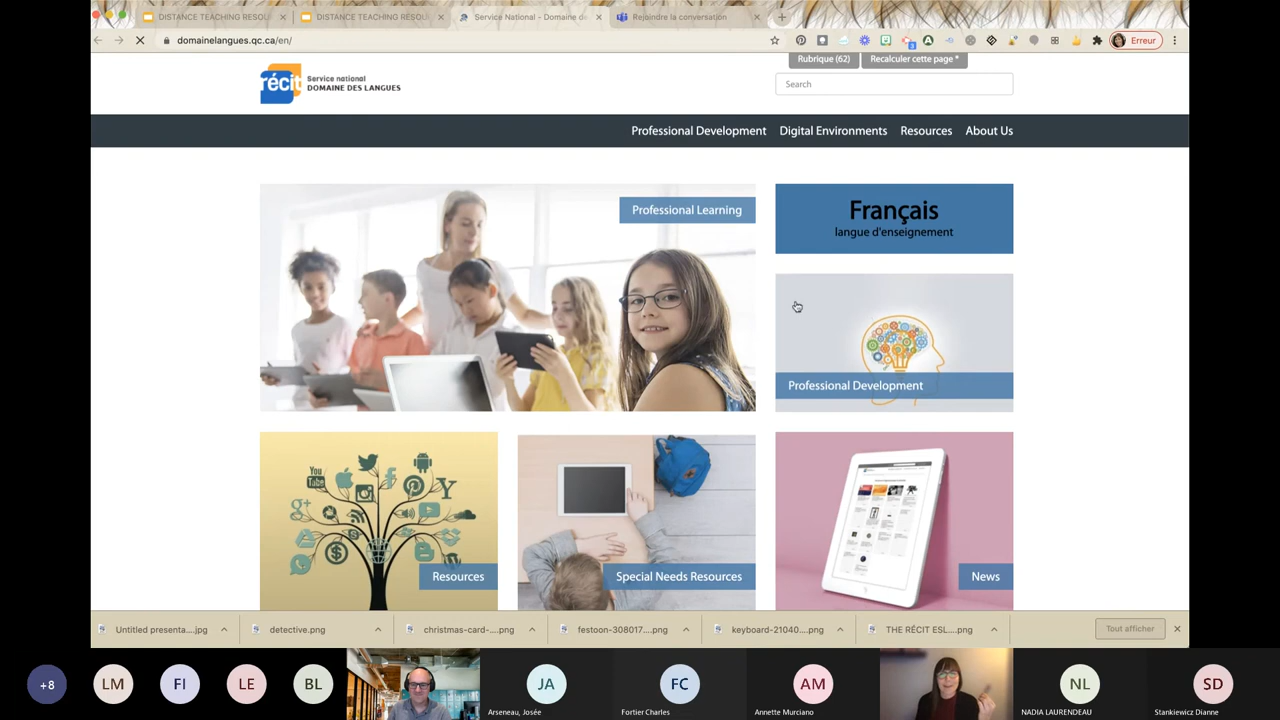 DISTANCE TEACHING RESOU
DISTANCE TEACHING RESOU
Service National - Domaine de
Rejoindre la conversation
domainelangues.qc.ca/en/
Erreur
Rubrique (62)
Recalculer cette page *
récit
Service national
DOMAINE DES LANGUES
Search
Professional Development
Digital Environments
Resources
About Us
Professional Learning
Français
langue d'enseignement
Professional Development
You
Tube
Resources
Special Needs Resources
News
Untitled presenta....jpg
detective.png
christmas-card-....png
festoon-308017....png
keyboard-21040....png
THE RÉCIT ESL....png
Tout afficher
+8
LM
FI
LE
BL
JA
Arseneau, Josée
FC
Fortier Charles
AM
Annette Murciano
NL
NADIA LAURENDEAU
SD
Stankiewicz Dianne